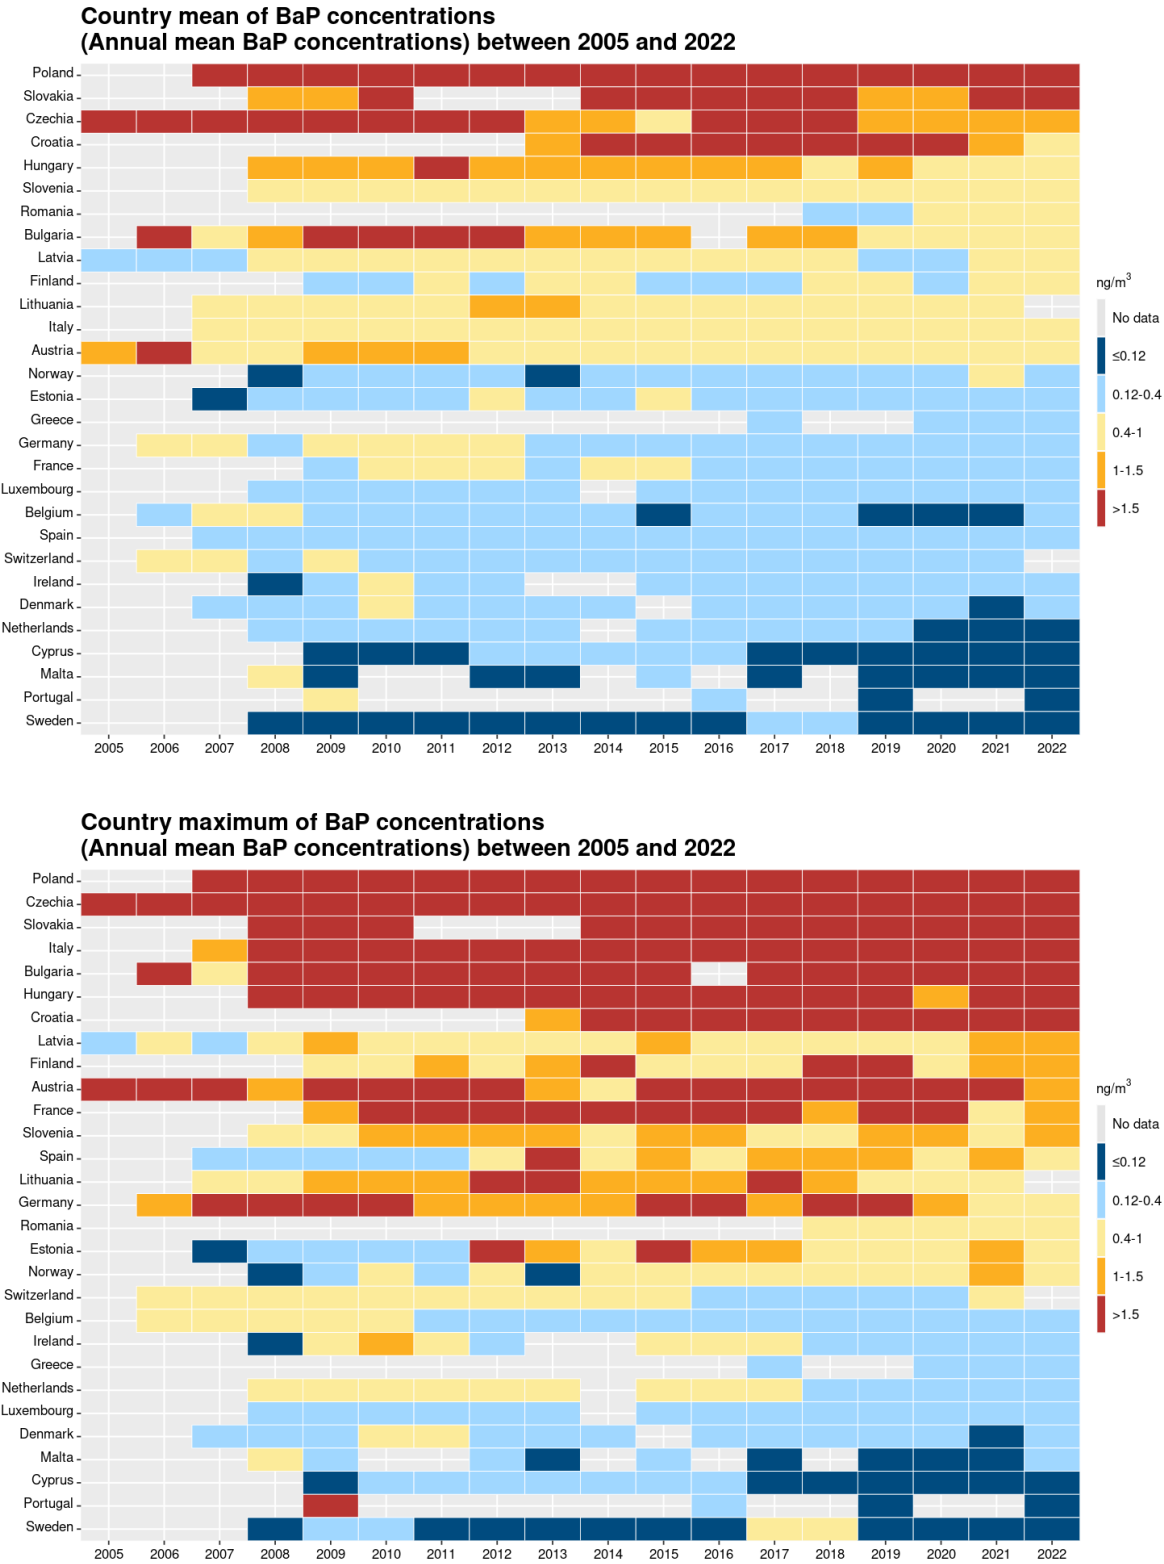 Country mean of BaP concentrations
(Annual mean BaP concentrations) between 2005 and 2022
Poland
Slovakia
Czechia
Croatia
Hungary
Slovenia
Romania
Bulgaria
Latvia
Finland
Lithuania
Italy
Austria
Norway
Estonia
Greece
Germany
France
Luxembourg
Belgium
Spain
Switzerland
Ireland
Denmark
Netherlands
Cyprus
Malta
Portugal
Sweden
2005 2006 2007 2008 2009 2010 2011 2012 2013 2014 2015 2016 2017 2018 2019 2020 2021 2022
ng/m³
No data
≤0.12
0.12-0.4
0.4-1
1-1.5
>1.5
Country maximum of BaP concentrations
(Annual mean BaP concentrations) between 2005 and 2022
Poland
Czechia
Slovakia
Italy
Bulgaria
Hungary
Croatia
Latvia
Finland
Austria
France
Slovenia
Spain
Lithuania
Germany
Romania
Estonia
Norway
Switzerland
Belgium
Ireland
Greece
Netherlands
Luxembourg
Denmark
Malta
Cyprus
Portugal
Sweden
2005 2006 2007 2008 2009 2010 2011 2012 2013 2014 2015 2016 2017 2018 2019 2020 2021 2022
ng/m³
No data
≤0.12
0.12-0.4
0.4-1
1-1.5
>1.5